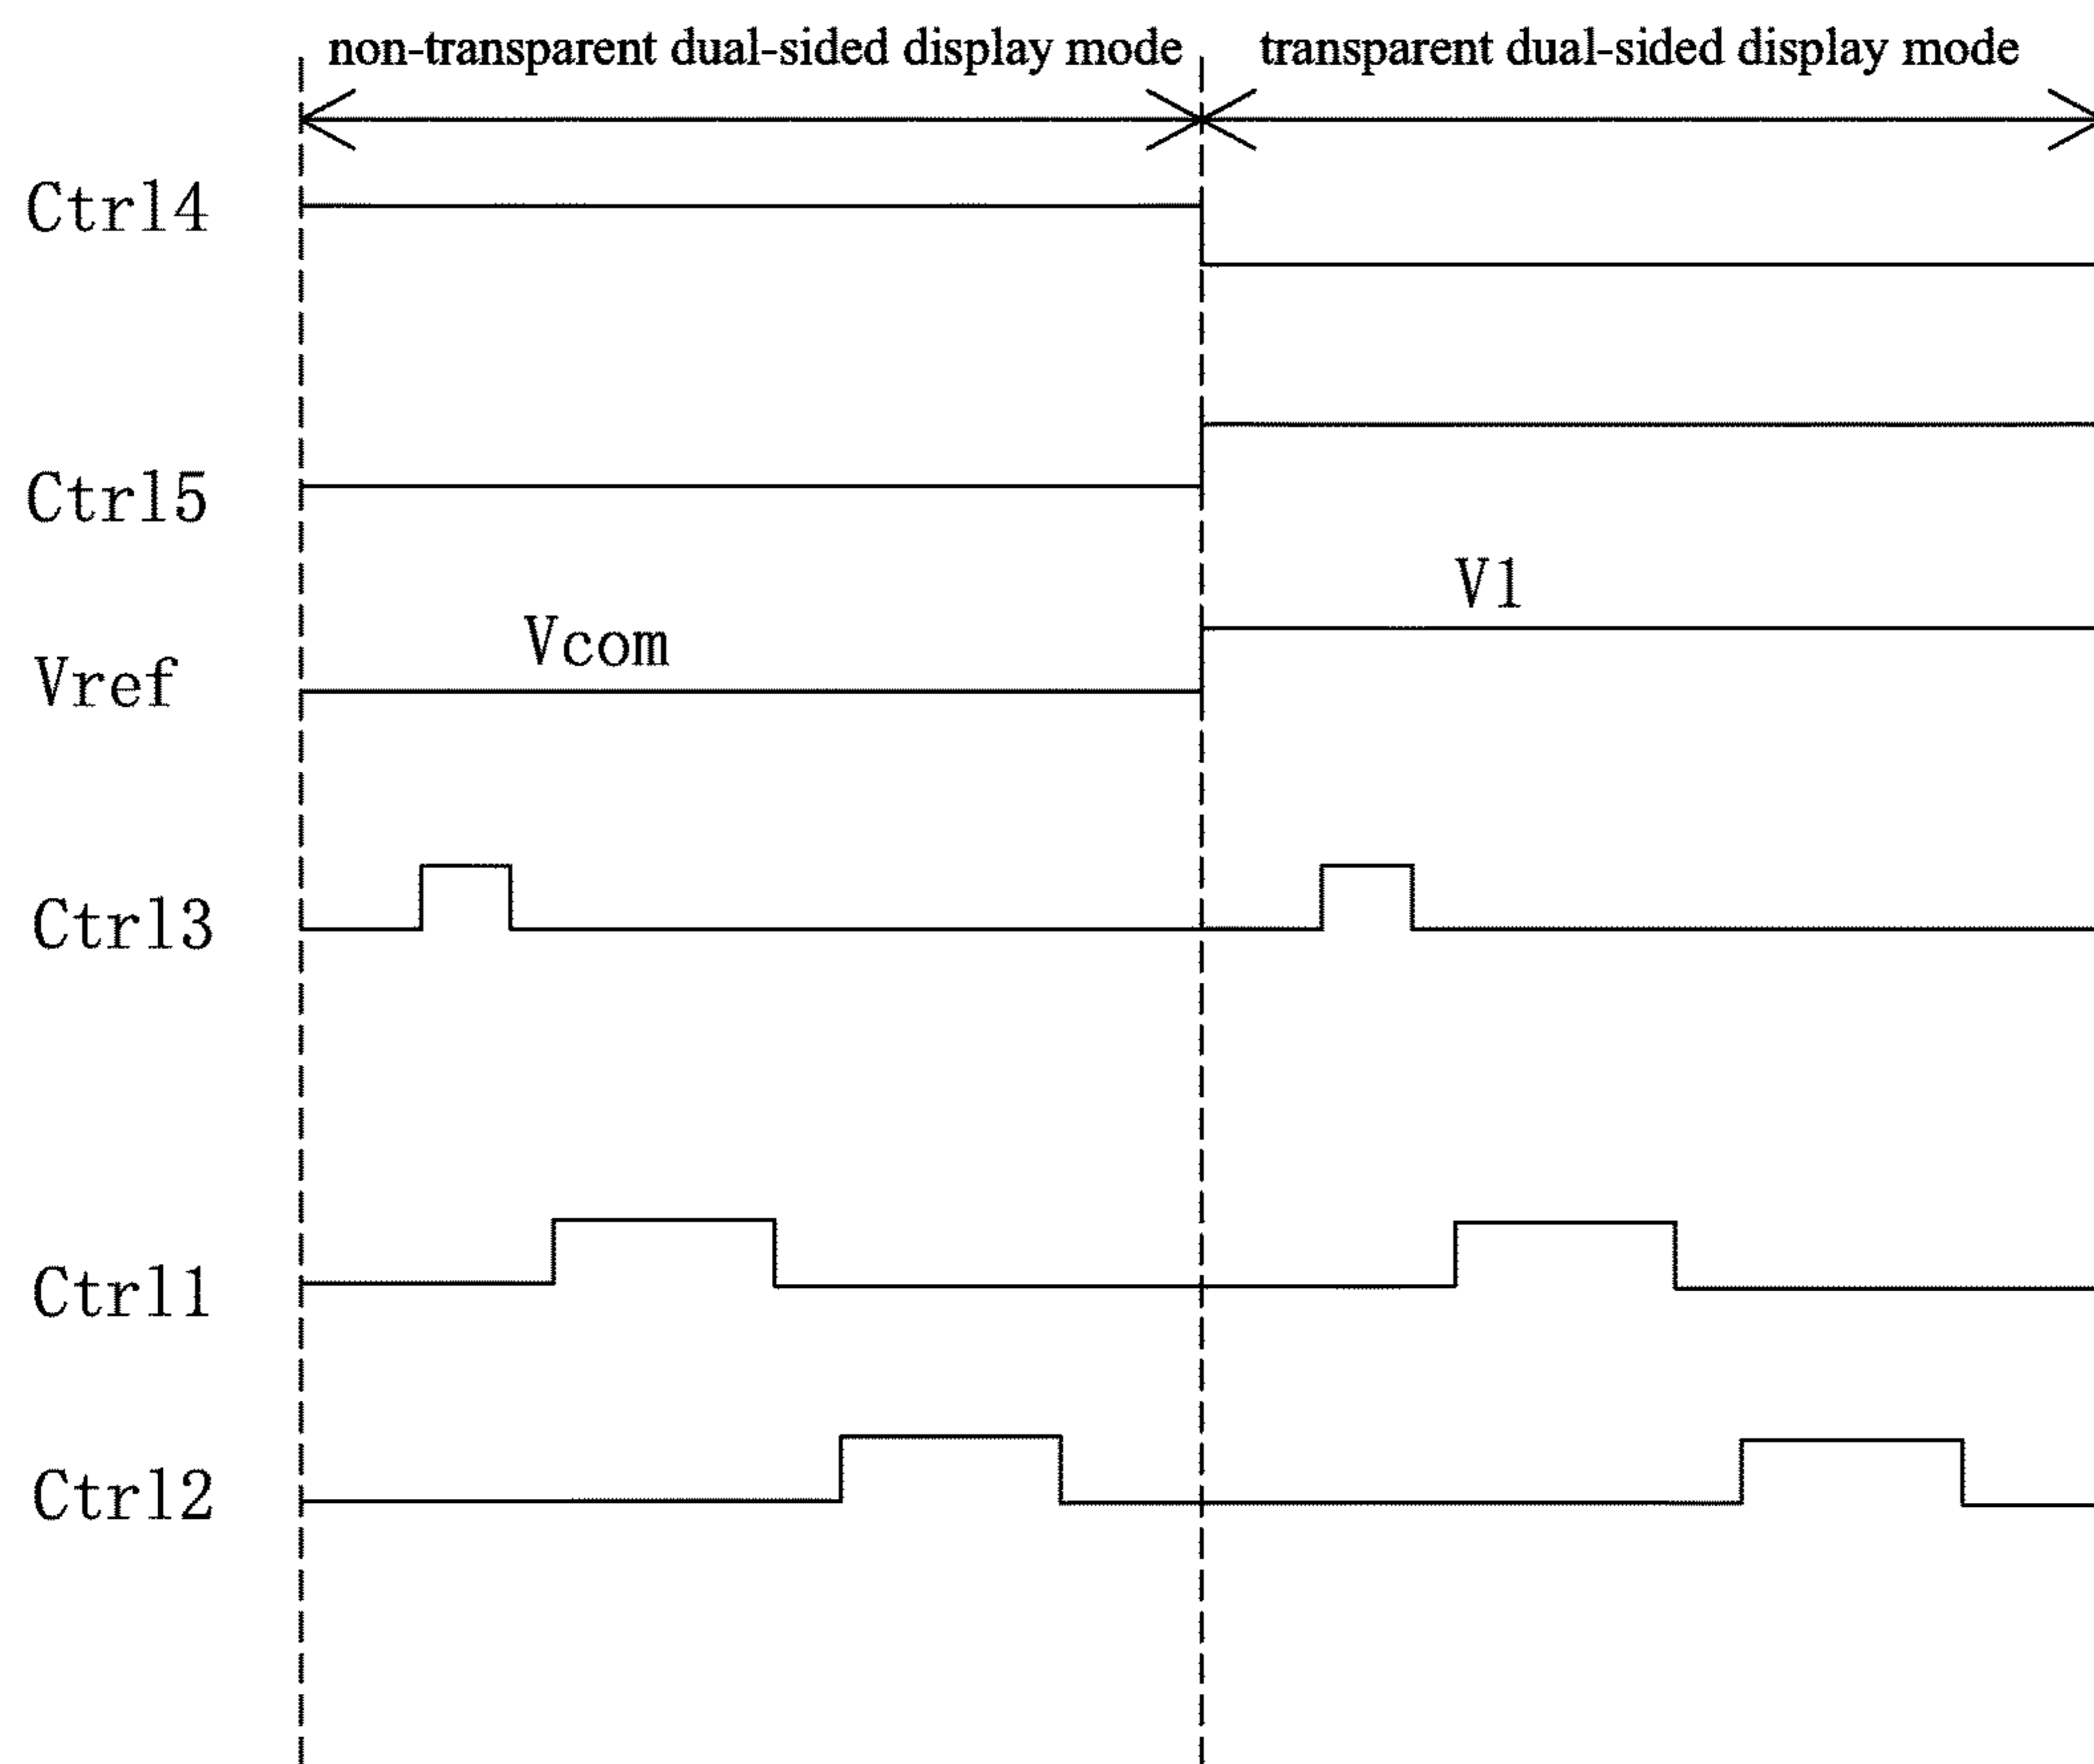 non-transparent dual-sided display mode
transparent dual-sided display mode
Ctrl4
Ctrl5
V1
Vcom
Vref
Ctrl3
Ctrl1
Ctrl2